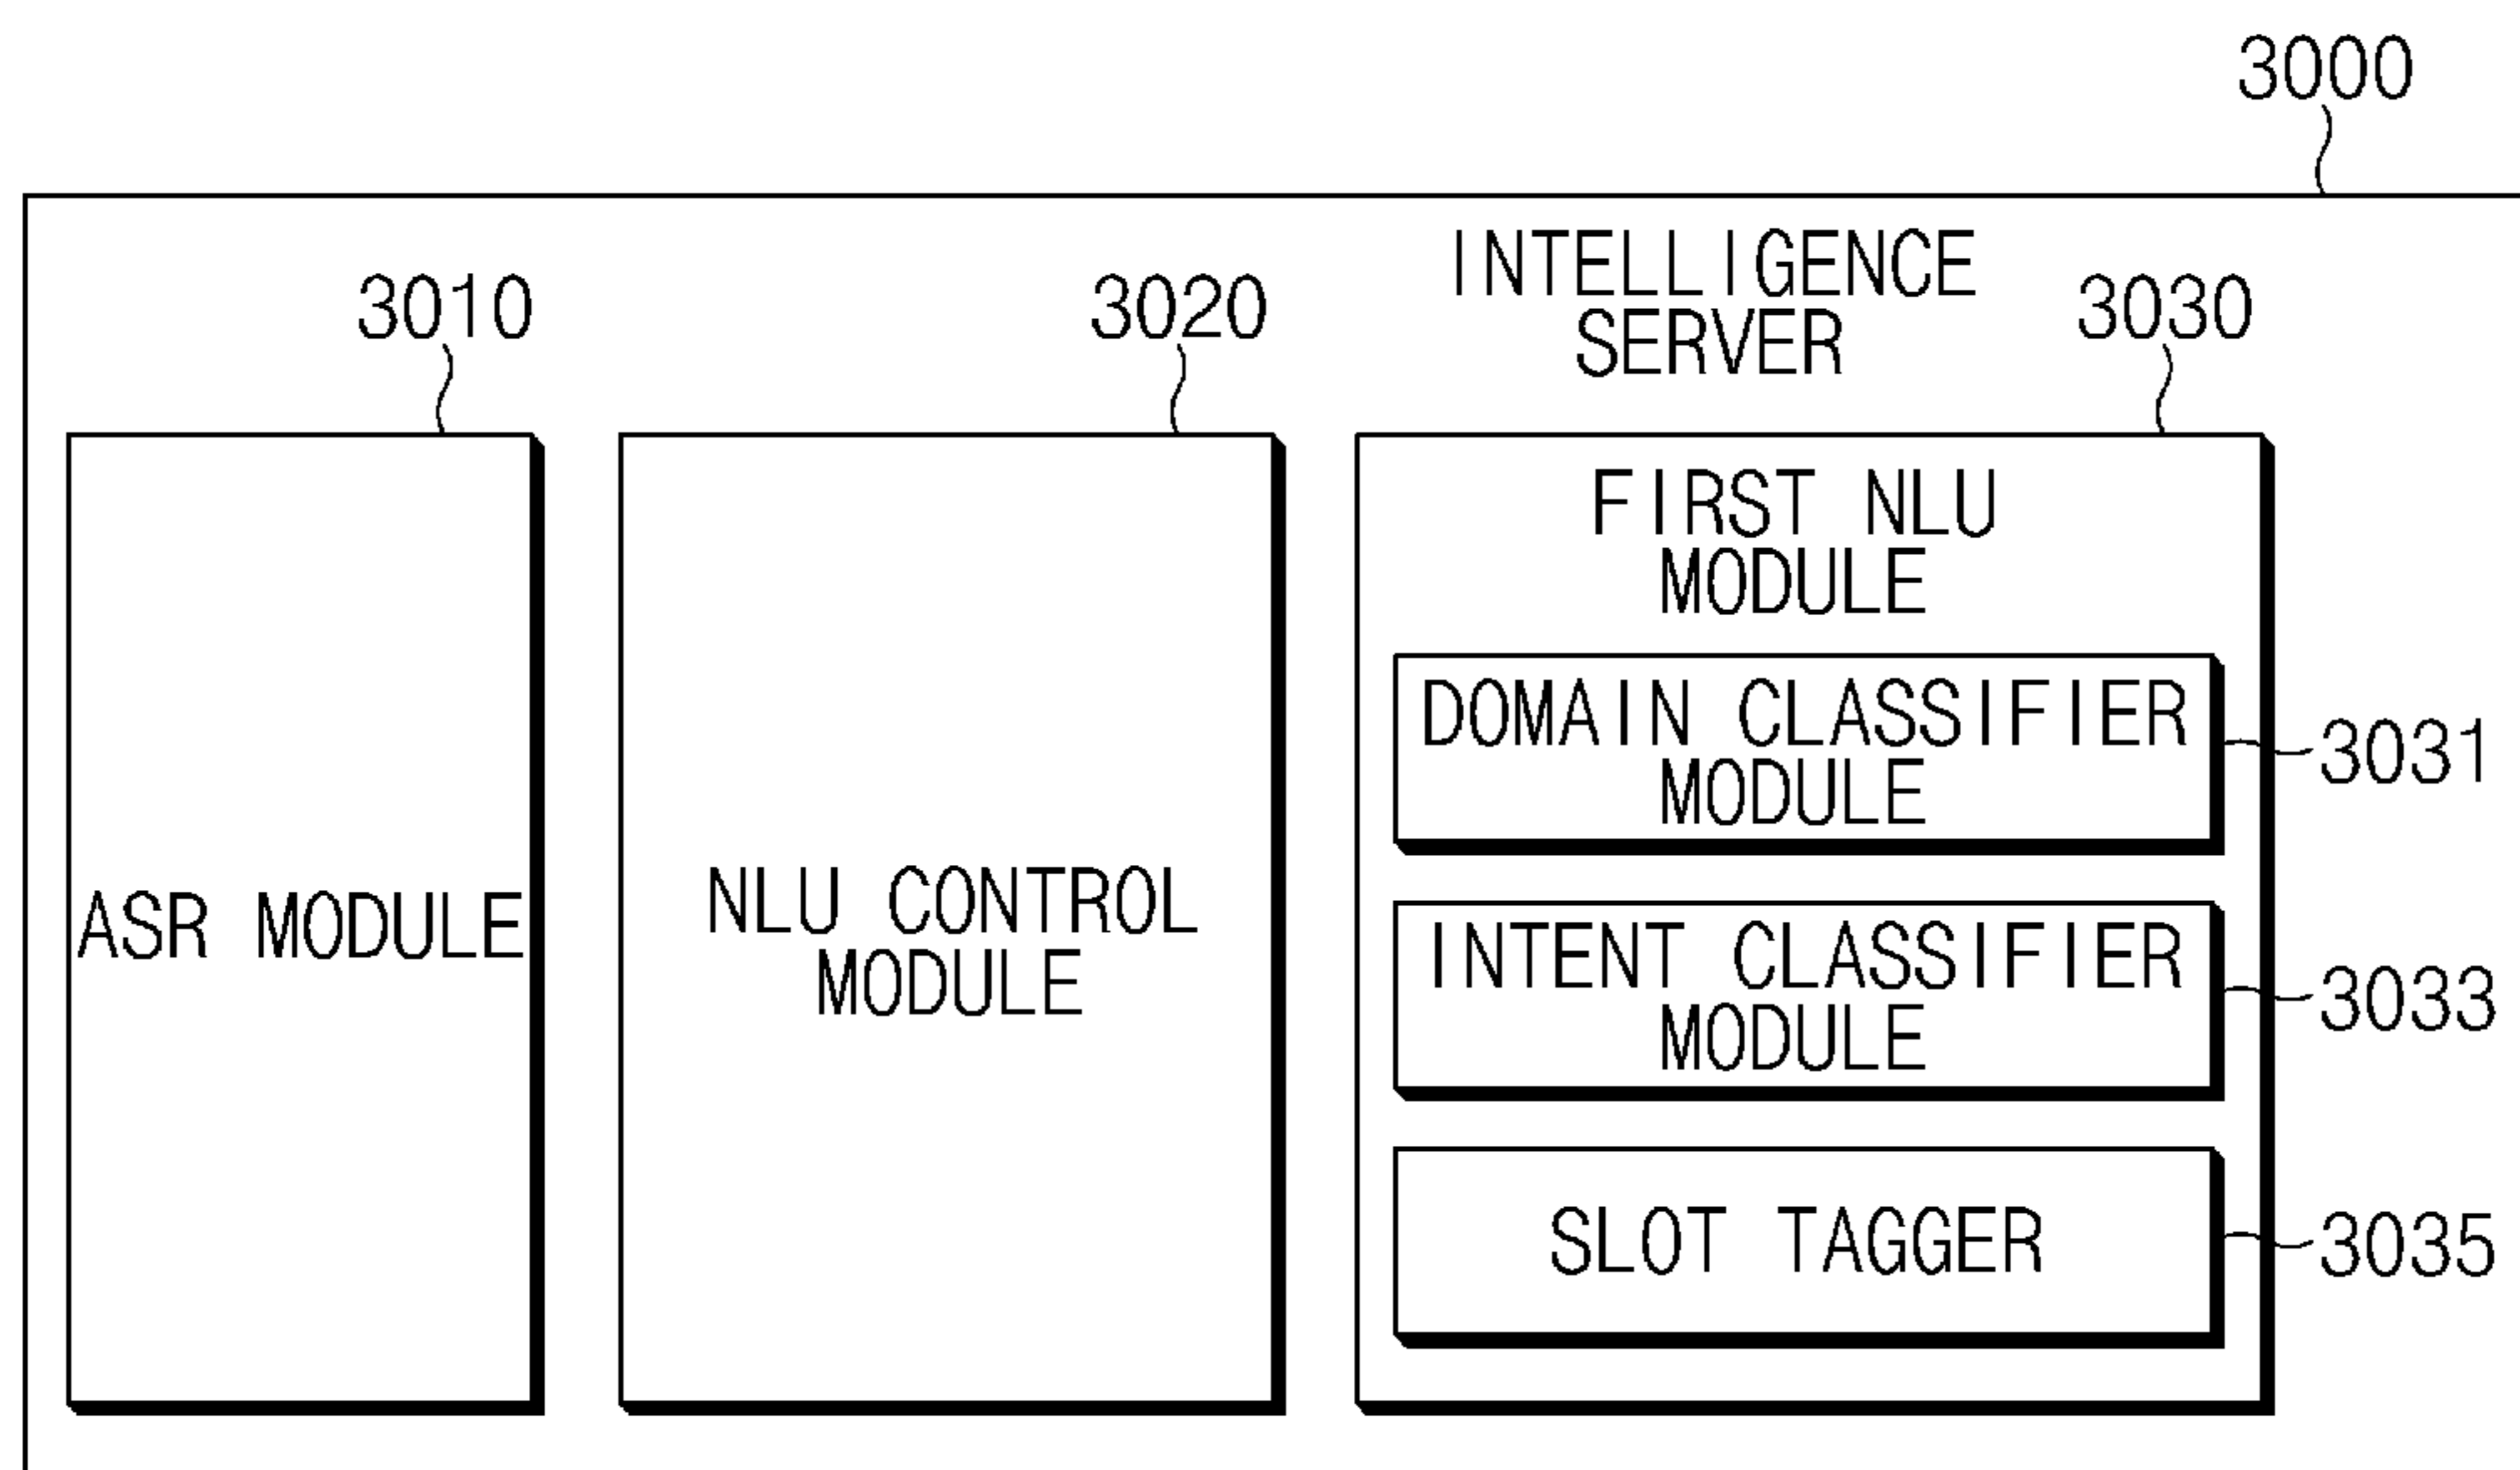 3000
INTELLIGENCE
SERVER
3010
3020
3030
ASR MODULE
NLU CONTROL
MODULE
FIRST NLU
MODULE
DOMAIN CLASSIFIER
MODULE
3031
INTENT CLASSIFIER
MODULE
3033
SLOT TAGGER
3035